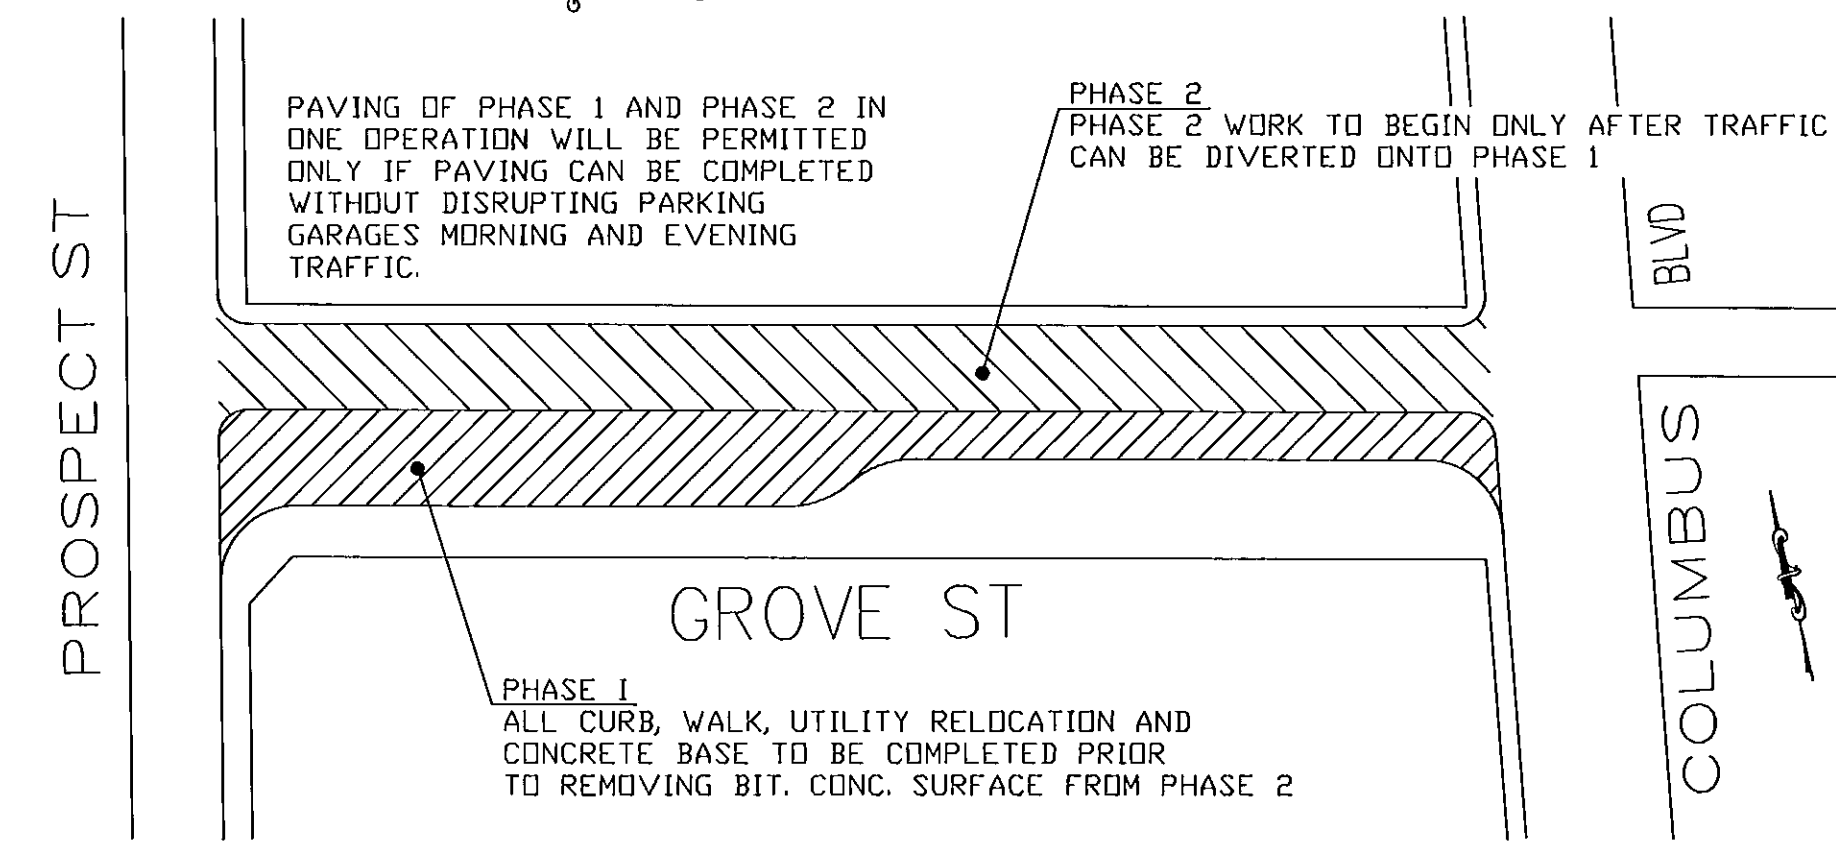 PAVING OF PHASE 1 AND PHASE 2 IN
ONE OPERATION WILL BE PERMITTED
ONLY IF PAVING CAN BE COMPLETED
WITHOUT DISRUPTING PARKING
GARAGES MORNING AND EVENING
TRAFFIC.
PHASE 2
PHASE 2 WORK TO BEGIN ONLY AFTER TRAFFIC
CAN BE DIVERTED ONTO PHASE 1
PROSPECT ST
COLUMBUS BLVD
GROVE ST
PHASE I
ALL CURB, WALK, UTILITY RELOCATION AND
CONCRETE BASE TO BE COMPLETED PRIOR
TO REMOVING BIT. CONC. SURFACE FROM PHASE 2